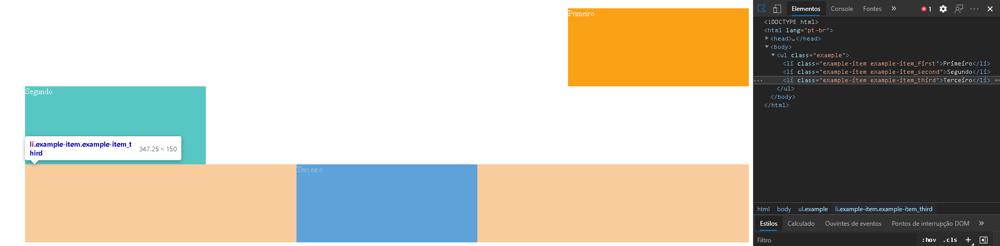 Primeiro
Segundo
li.example-item.example-item_t
hird
347.25 × 150
Terceiro
Elementos Console Fontes » 1
<!DOCTYPE html>
<html lang="pt-br">
<head>…</head>
<body>
<ul class="example">
<li class="example-item example-item_first">Primeiro</li>
<li class="example-item example-item_second">Segundo</li>
... <li class="example-item example-item_third">Terceiro</li> ==
</ul>
</body>
</html>
html body ul.example li.example-item.example-item_third
Estilos Calculado Ouvintes de eventos Pontos de interrupção DOM »
Filtro :hov .cls +